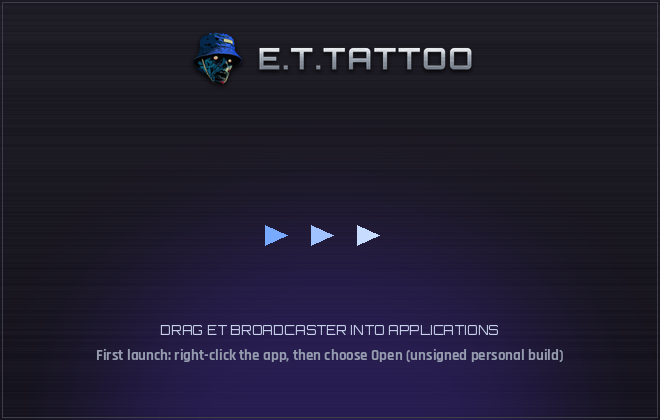 E.T.TATTOO
DRAG ET BROADCASTER INTO APPLICATIONS
First launch: right-click the app, then choose Open (unsigned personal build)